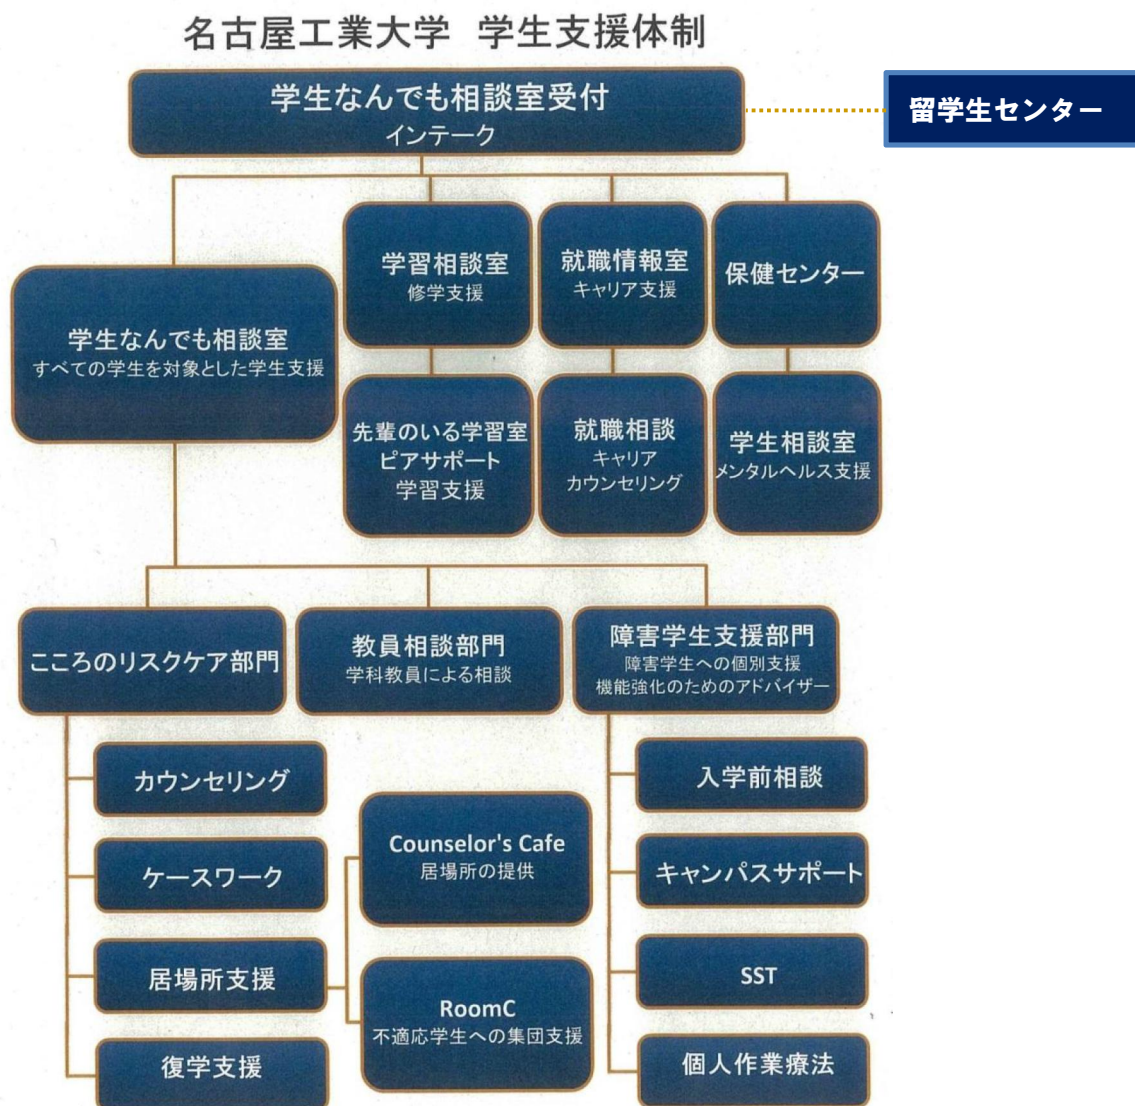 名古屋工業大学 学生支援体制
学生なんでも相談室受付
インテーク
留学生センター
学習相談室
修学支援
就職情報室
キャリア支援
保健センター
学生なんでも相談室
すべての学生を対象とした学生支援
先輩のいる学習室
ピアサポート
学習支援
就職相談
キャリア
カウンセリング
学生相談室
メンタルヘルス支援
こころのリスクケア部門
教員相談部門
学科教員による相談
障害学生支援部門
障害学生への個別支援
機能強化のためのアドバイザー
カウンセリング
ケースワーク
居場所支援
復学支援
Counselor's Cafe
居場所の提供
RoomC
不適応学生への集団支援
入学前相談
キャンパスサポート
SST
個人作業療法